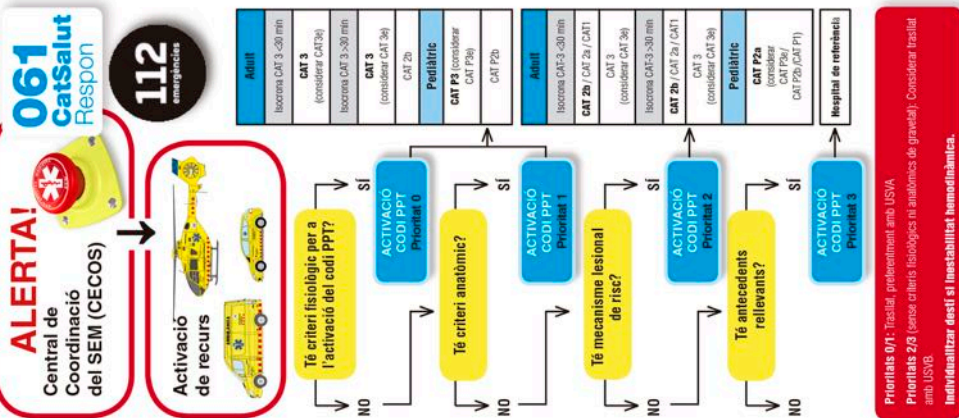 ALERTA!
Central de
Coordinació
del SEM (CECOS)
061
CatSalut
Respon
112
emergències
Activació
de recurs
Té criteri fisiològic per a
l'activació del codi PPT?
NO
SÍ
ACTIVACIÓ
CODI PPT
Prioritat 0
Té criteri anatòmic?
NO
SÍ
ACTIVACIÓ
CODI PPT
Prioritat 1
Té mecanisme lesional
de risc?
NO
SÍ
ACTIVACIÓ
CODI PPT
Prioritat 2
Té antecedents
rellevants?
NO
SÍ
ACTIVACIÓ
CODI PPT
Prioritat 3
Adult
Isocrona CAT 3 <30 min
CAT 3
(considerar CAT3e)
Isocrona CAT 3 >30 min
CAT 3
(considerar CAT 3e)
CAT 2b
Pediàtric
CAT P3 (considerar
CAT P3e)
CAT P2b
Adult
Isocrona CAT-3 <30 min
CAT 2b / CAT 2a / CAT1
CAT 3
(considerar CAT 3e)
Isocrona CAT-3 >30 min
CAT 2b / CAT 2a / CAT1
CAT 3
(considerar CAT 3e)
Pediàtric
CAT P2a
(considerar
CAT P3e/
CAT P2b /CAT P1)
Hospital de referència
Prioritats 0/1: Trasllat, preferentment amb USVA
Prioritats 2/3 (sense criteris fisiològics ni anatòmics de gravetat): Considerar trasllat
amb USVB.
Individualitzar destí si inestabilitat hemodinàmica.